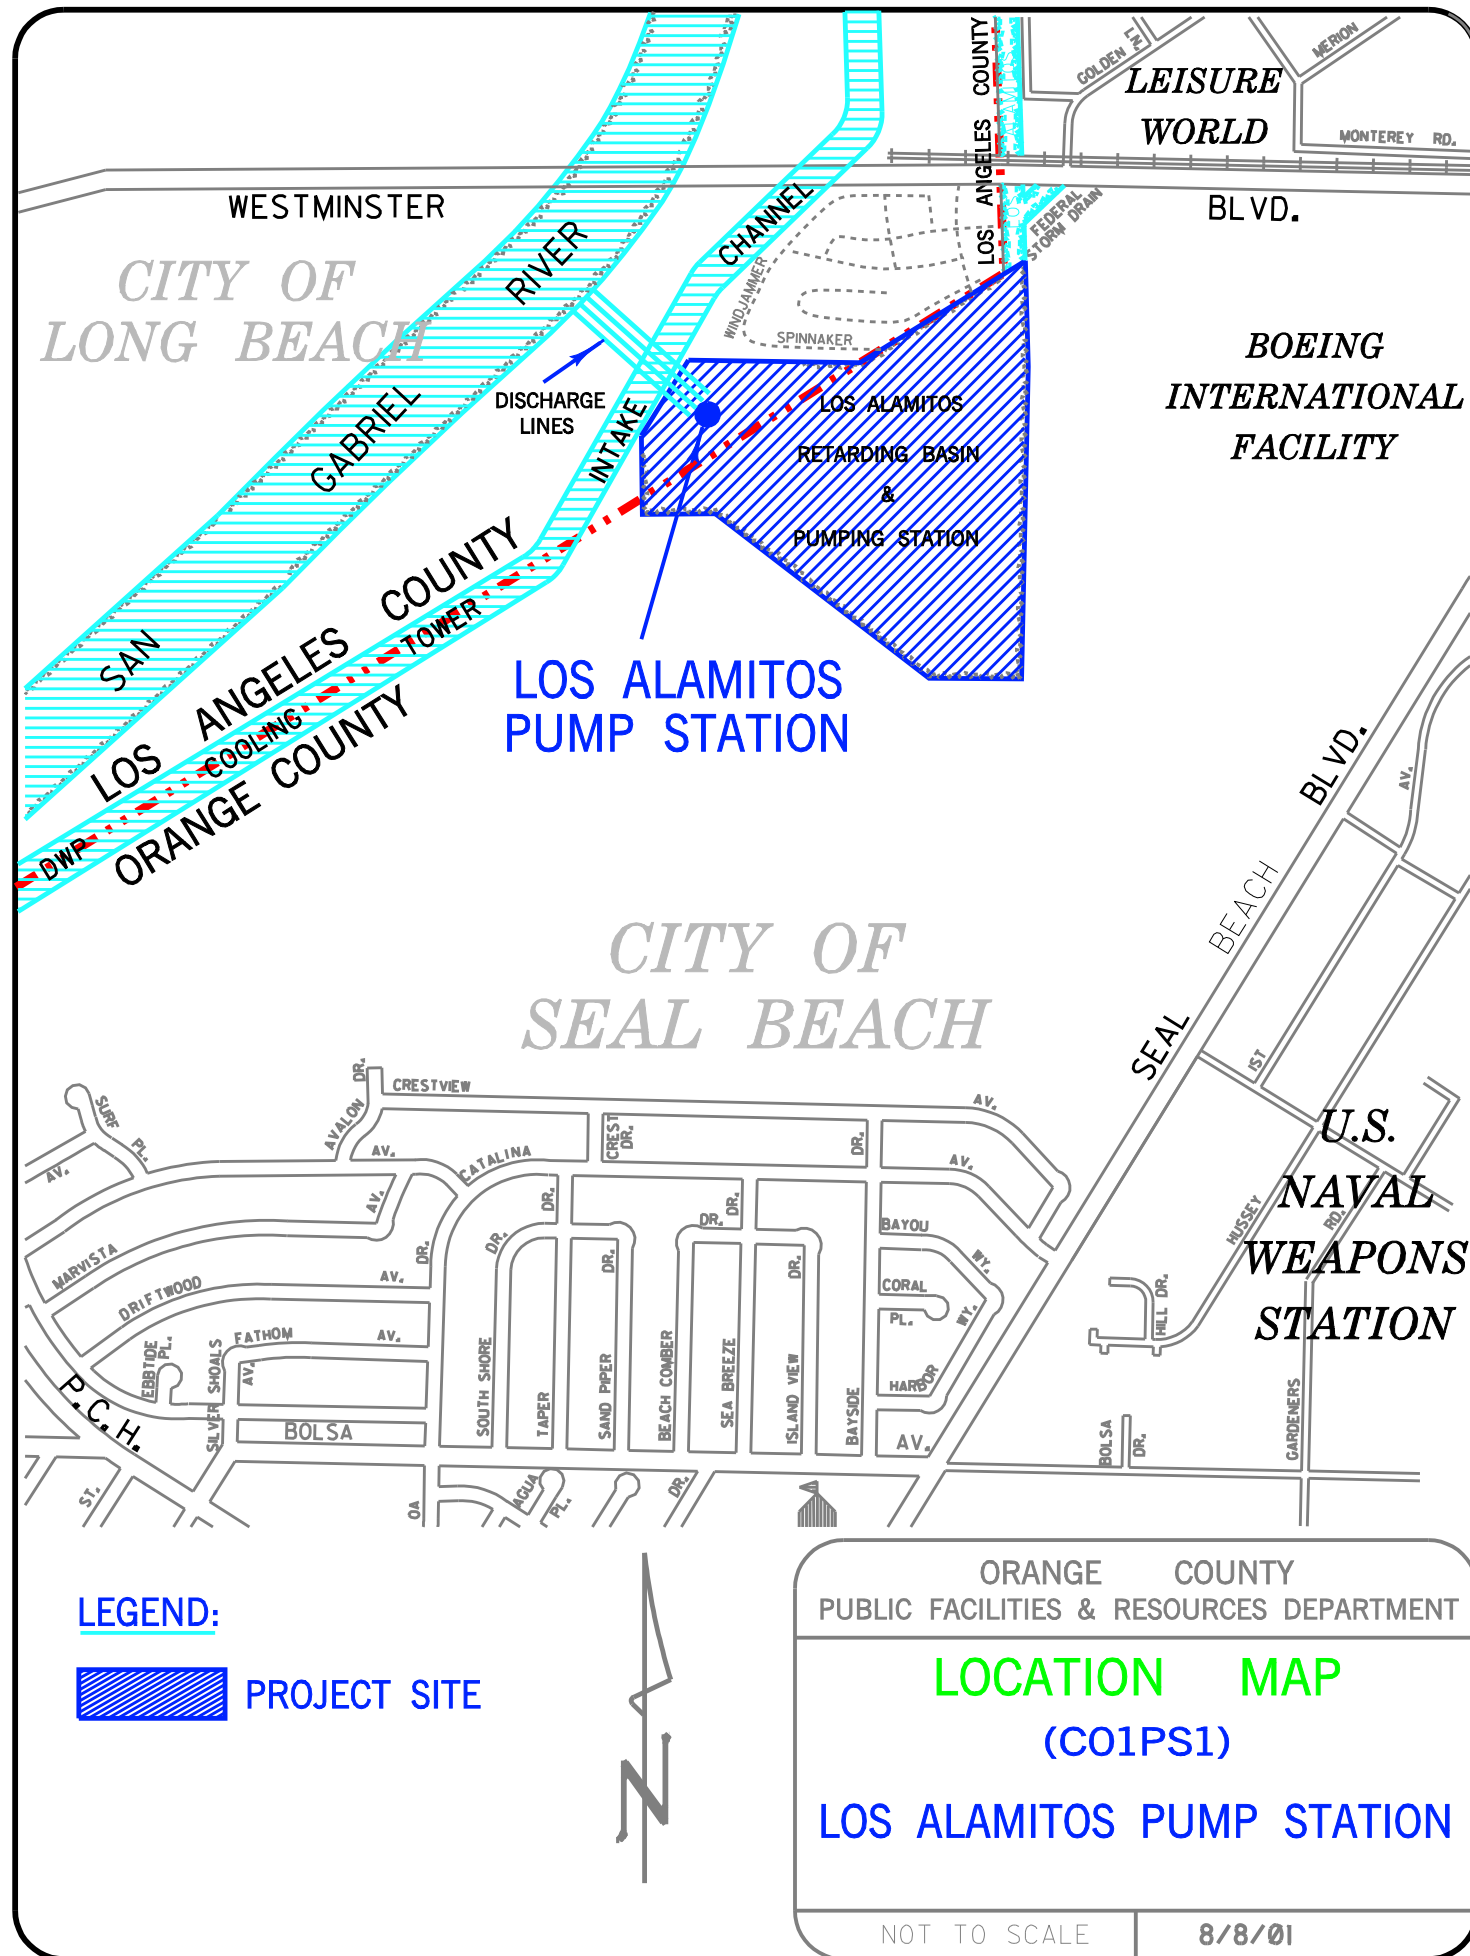 GOLDEN LN.
MERION
LEISURE
WORLD
MONTEREY RD.
LOS ANGELES COUNTY
WESTMINSTER
BLVD.
FEDERAL
STORM DRAIN
CITY OF
LONG BEACH
SAN GABRIEL RIVER
INTAKE CHANNEL
WINDJAMMER
SPINNAKER
BOEING
INTERNATIONAL
FACILITY
DISCHARGE
LINES
LOS ALAMITOS
RETARDING BASIN
&
PUMPING STATION
LOS ANGELES COUNTY
DWP COOLING TOWER
ORANGE COUNTY
LOS ALAMITOS
PUMP STATION
SEAL BEACH BLVD.
AV.
CITY OF
SEAL BEACH
1ST
U.S.
NAVAL
WEAPONS
STATION
HUSSEY RD.
HILL DR.
GARDENERS
BOLSA
DR.
SURF PL.
AV.
AVALON DR.
CRESTVIEW AV.
AV.
CATALINA AV.
CREST
DR.
DR.
AV.
MARVISTA AV.
DRIFTWOOD AV.
FATHOM AV.
EBBTIDE
PL.
SILVER SHOALS
AV.
P.C.H.
BOLSA AV.
DR.
SOUTH SHORE DR.
TAPER DR.
SAND PIPER DR.
BEACH COMBER DR.
SEA BREEZE DR.
ISLAND VIEW DR.
BAYSIDE
BAYOU WY.
CORAL
PL.
HARBOR WY.
ST.
OA
AGUA
PL.
DR.
LEGEND:
PROJECT SITE
N
ORANGE COUNTY
PUBLIC FACILITIES & RESOURCES DEPARTMENT
LOCATION MAP
(C01PS1)
LOS ALAMITOS PUMP STATION
NOT TO SCALE
8/8/01